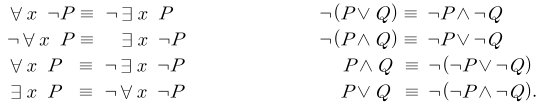 ∀ x ¬P ≡ ¬ ∃ x P    ¬(P ∨ Q) ≡ ¬P ∧ ¬Q
¬ ∀ x P ≡ ∃ x ¬P    ¬(P ∧ Q) ≡ ¬P ∨ ¬Q
∀ x P ≡ ¬ ∃ x ¬P    P ∧ Q ≡ ¬(¬P ∨ ¬Q)
∃ x P ≡ ¬ ∀ x ¬P    P ∨ Q ≡ ¬(¬P ∧ ¬Q).